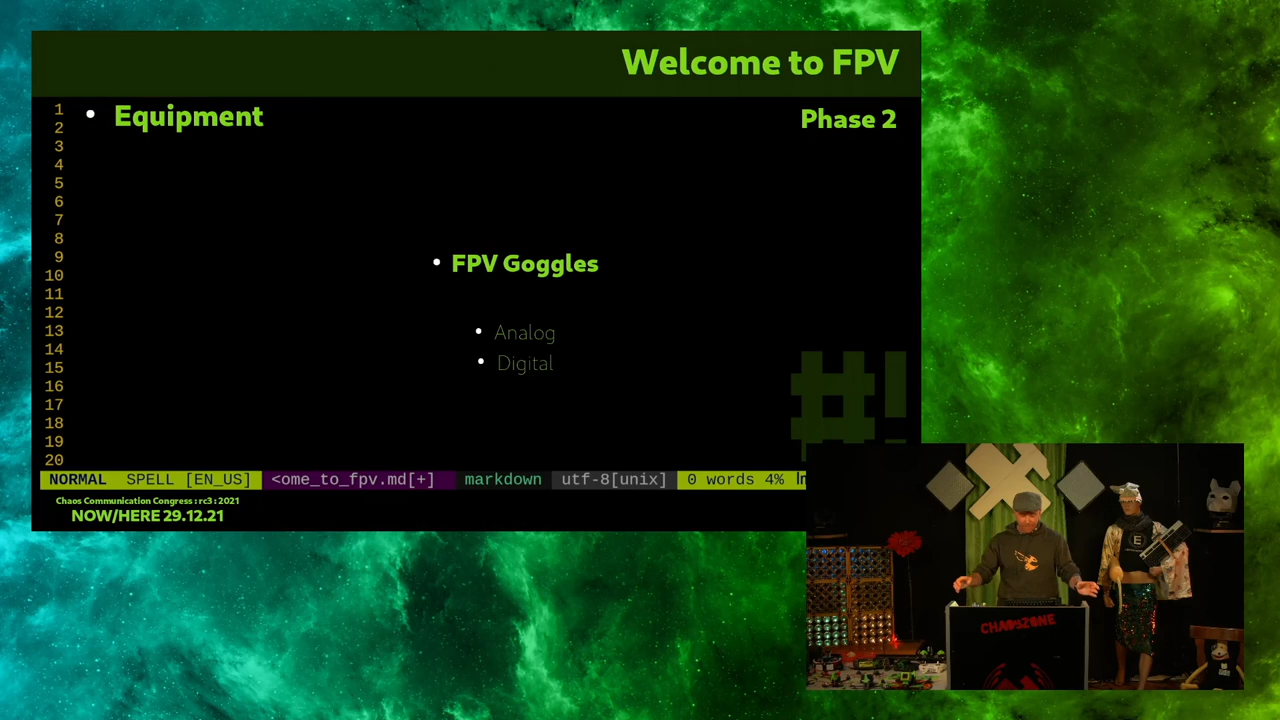 Welcome to FPV
Phase 2
• Equipment
• FPV Goggles
• Analog
• Digital
1
2
3
4
5
6
7
8
9
10
11
12
13
14
15
16
17
18
19
20
#!
NORMAL SPELL [EN_US] <ome_to_fpv.md[+] markdown utf-8[unix] 0 words 4% ln
Chaos Communication Congress : rc3 : 2021
NOW/HERE 29.12.21
CHAOSZONE
E